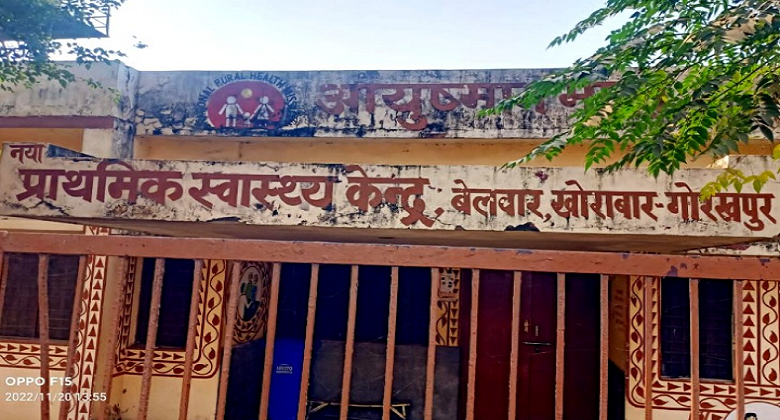 NATIONAL RURAL HEALTH MISSION
आयुष्मान
नया
प्राथमिक स्वास्थ्य केन्द्र, बेलवार, खोराबार-गोरखपुर
OPPO F15
2022/11/20 13:55